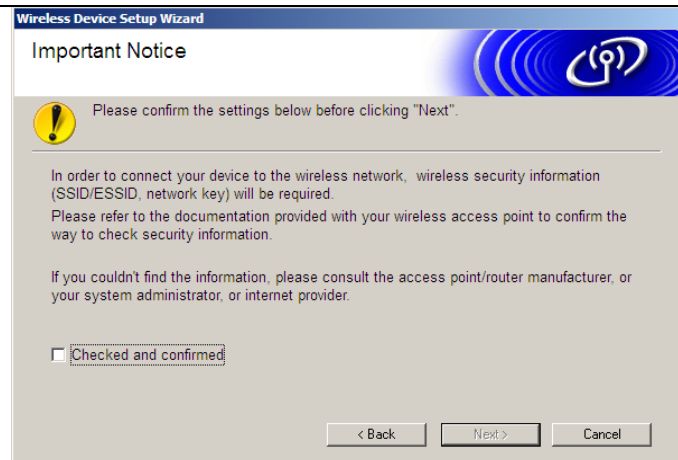 Wireless Device Setup Wizard
Important Notice
Please confirm the settings below before clicking "Next".
In order to connect your device to the wireless network, wireless security information
(SSID/ESSID, network key) will be required.
Please refer to the documentation provided with your wireless access point to confirm the
way to check security information.
If you couldn't find the information, please consult the access point/router manufacturer, or
your system administrator, or internet provider.
Checked and confirmed
< Back Next > Cancel